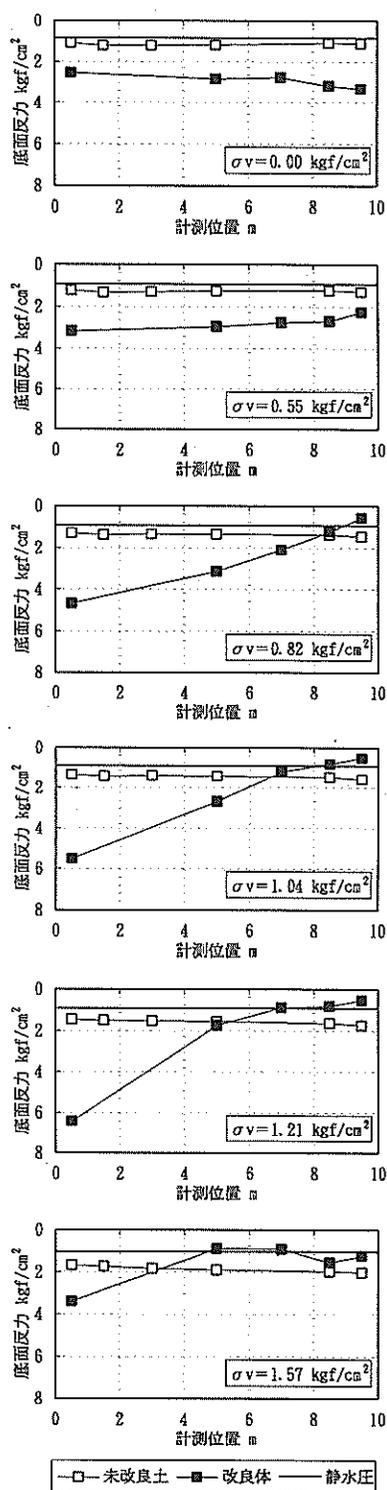 0
2
4
6
8
底面反力 kgf/cm²
σv=0.00 kgf/cm²
0 2 4 6 8 10
計測位置 m
0
2
4
6
8
底面反力 kgf/cm²
σv=0.55 kgf/cm²
0 2 4 6 8 10
計測位置 m
0
2
4
6
8
底面反力 kgf/cm²
σv=0.82 kgf/cm²
0 2 4 6 8 10
計測位置 m
0
2
4
6
8
底面反力 kgf/cm²
σv=1.04 kgf/cm²
0 2 4 6 8 10
計測位置 m
0
2
4
6
8
底面反力 kgf/cm²
σv=1.21 kgf/cm²
0 2 4 6 8 10
計測位置 m
0
2
4
6
8
底面反力 kgf/cm²
σv=1.57 kgf/cm²
0 2 4 6 8 10
計測位置 m
未改良土 改良体 静水圧